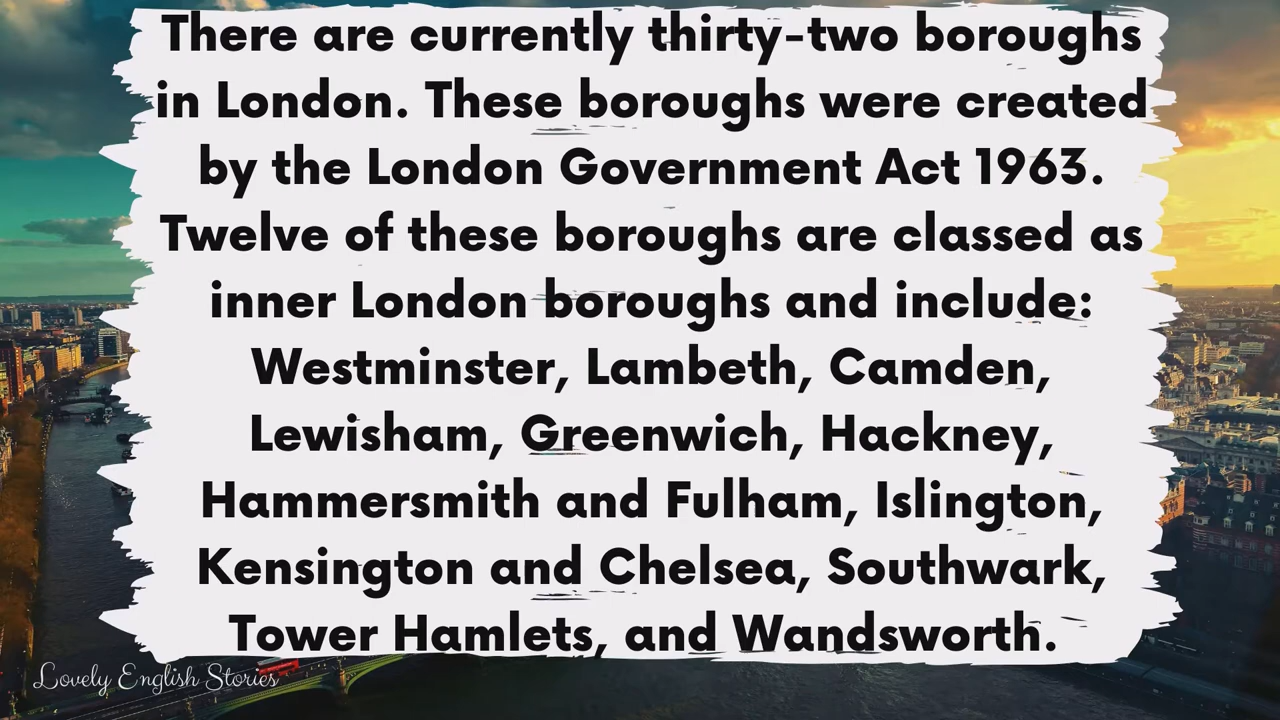 There are currently thirty-two boroughs
in London. These boroughs were created
by the London Government Act 1963.
Twelve of these boroughs are classed as
inner London boroughs and include:
Westminster, Lambeth, Camden,
Lewisham, Greenwich, Hackney,
Hammersmith and Fulham, Islington,
Kensington and Chelsea, Southwark,
Tower Hamlets, and Wandsworth.
Lovely English Stories